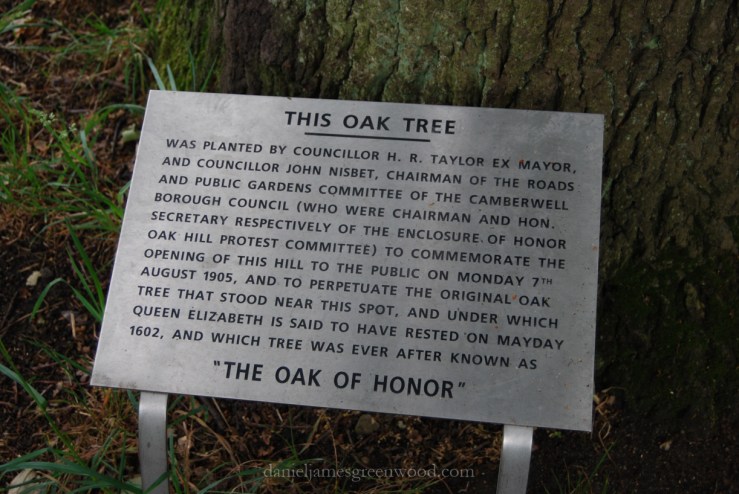 THIS OAK TREE
WAS PLANTED BY COUNCILLOR H. R. TAYLOR EX MAYOR,
AND COUNCILLOR JOHN NISBET, CHAIRMAN OF THE ROADS
AND PUBLIC GARDENS COMMITTEE OF THE CAMBERWELL
BOROUGH COUNCIL (WHO WERE CHAIRMAN AND HON.
SECRETARY RESPECTIVELY OF THE ENCLOSURE OF HONOR
OAK HILL PROTEST COMMITTEE) TO COMMEMORATE THE
OPENING OF THIS HILL TO THE PUBLIC ON MONDAY 7TH
AUGUST 1905, AND TO PERPETUATE THE ORIGINAL OAK
TREE THAT STOOD NEAR THIS SPOT, AND UNDER WHICH
QUEEN ELIZABETH IS SAID TO HAVE RESTED ON MAYDAY
1602, AND WHICH TREE WAS EVER AFTER KNOWN AS
"THE OAK OF HONOR"
danieljamesgreenwood.com